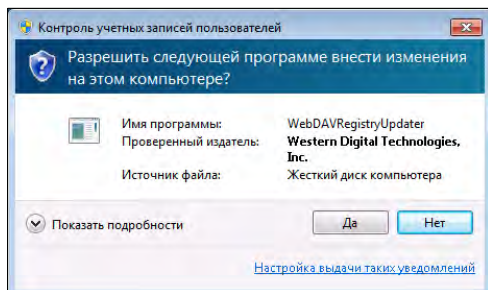 Контроль учетных записей пользователей
Разрешить следующей программе внести изменения
на этом компьютере?
Имя программы: WebDAVRegistryUpdater
Проверенный издатель: Western Digital Technologies,
Inc.
Источник файла: Жесткий диск компьютера
Показать подробности
Да
Нет
Настройка выдачи таких уведомлений